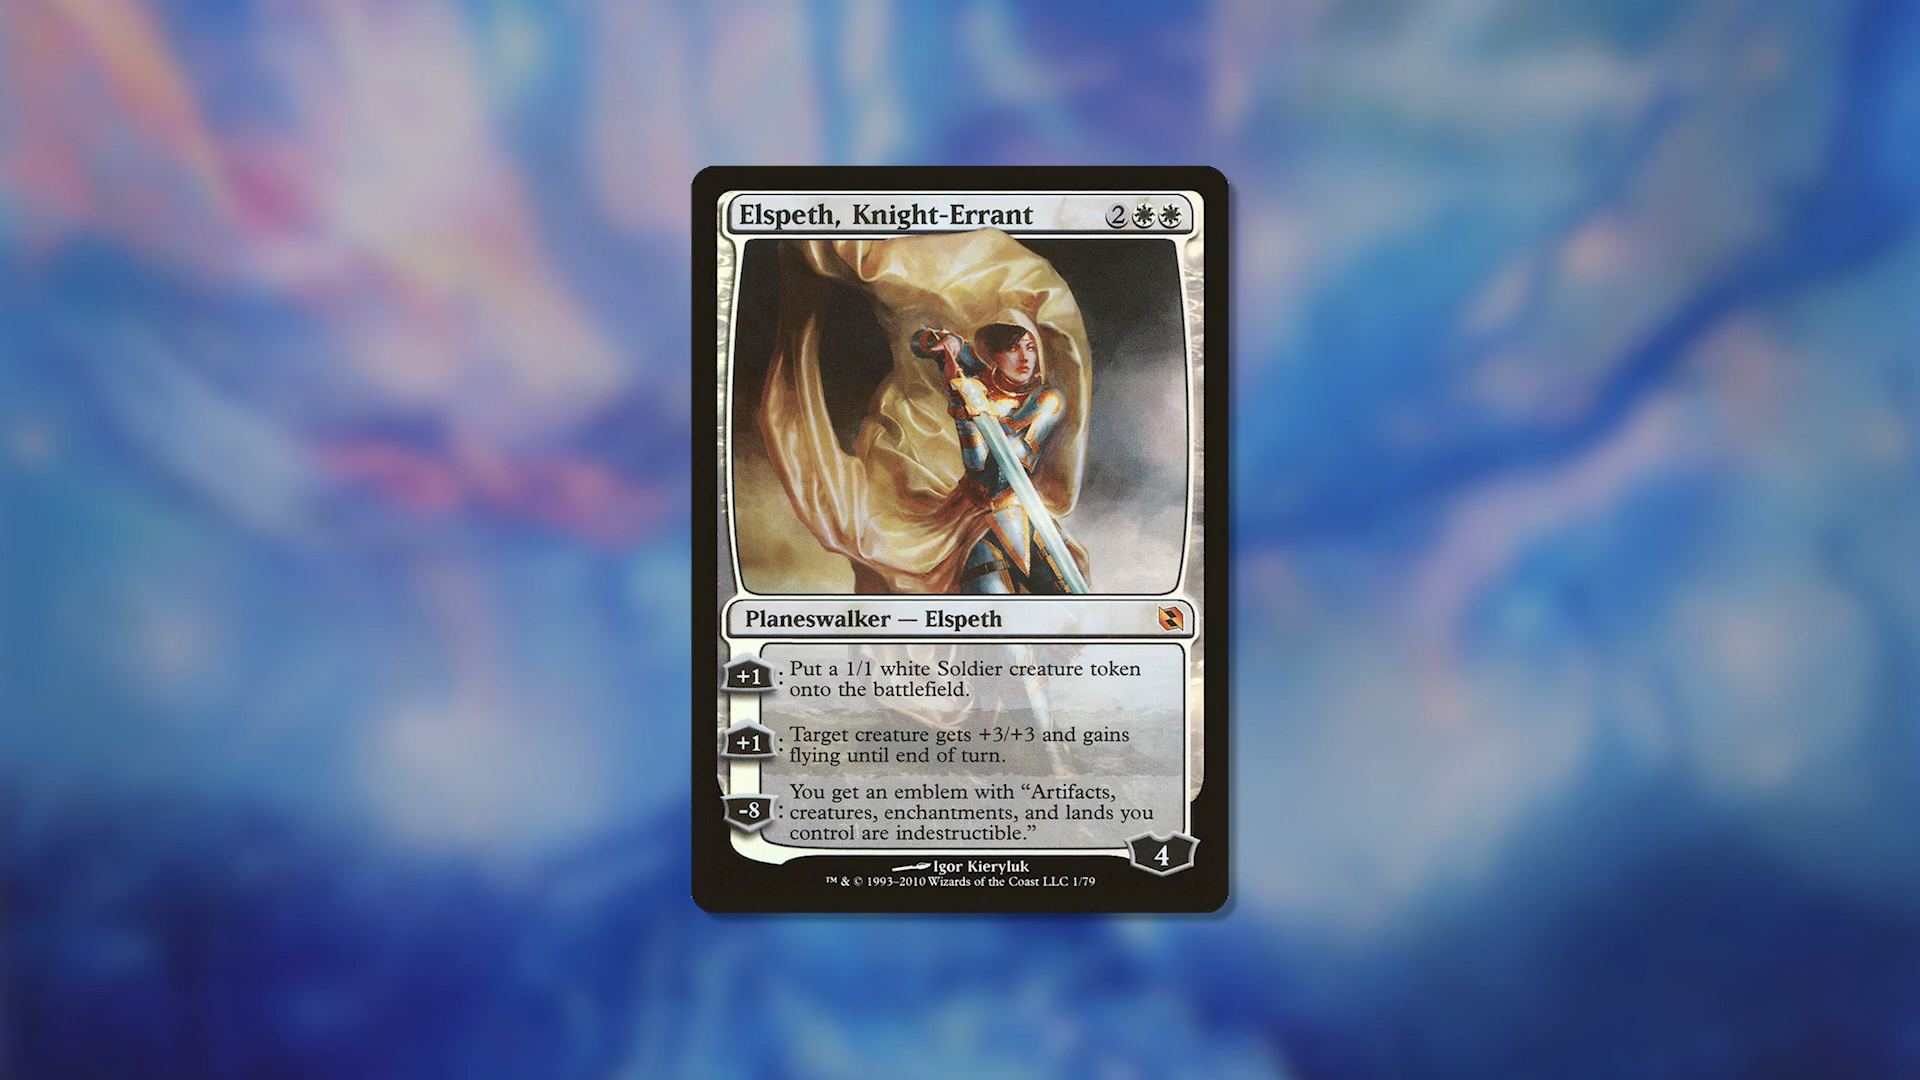 Elspeth, Knight-Errant 2
Planeswalker — Elspeth
+1 : Put a 1/1 white Soldier creature token
onto the battlefield.
+1 : Target creature gets +3/+3 and gains
flying until end of turn.
You get an emblem with “Artifacts,
-8 : creatures, enchantments, and lands you
control are indestructible.”
4
Igor Kieryluk
™ & © 1993–2010 Wizards of the Coast LLC 1/79